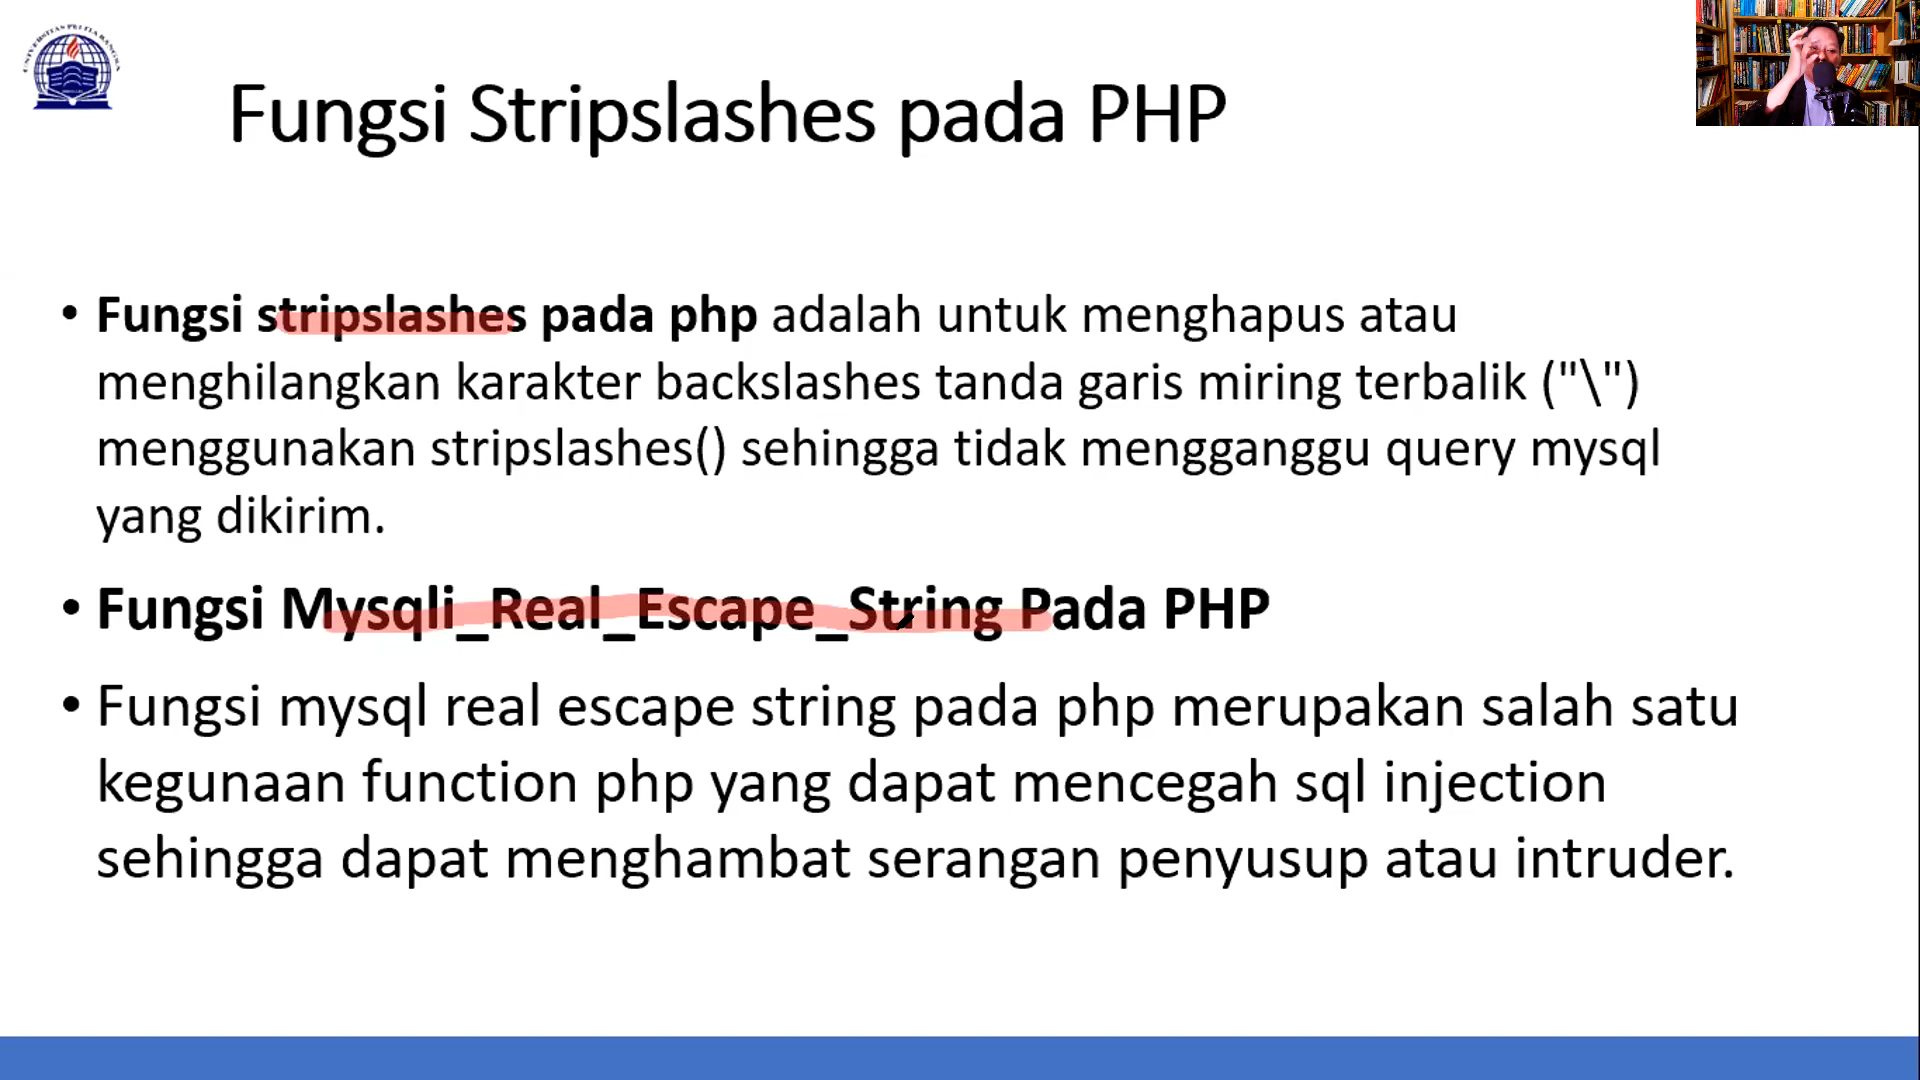 Fungsi Stripslashes pada PHP
• Fungsi stripslashes pada php adalah untuk menghapus atau
menghilangkan karakter backslashes tanda garis miring terbalik ("\")
menggunakan stripslashes() sehingga tidak mengganggu query mysql
yang dikirim.
• Fungsi Mysqli_Real_Escape_String Pada PHP
• Fungsi mysql real escape string pada php merupakan salah satu
kegunaan function php yang dapat mencegah sql injection
sehingga dapat menghambat serangan penyusup atau intruder.